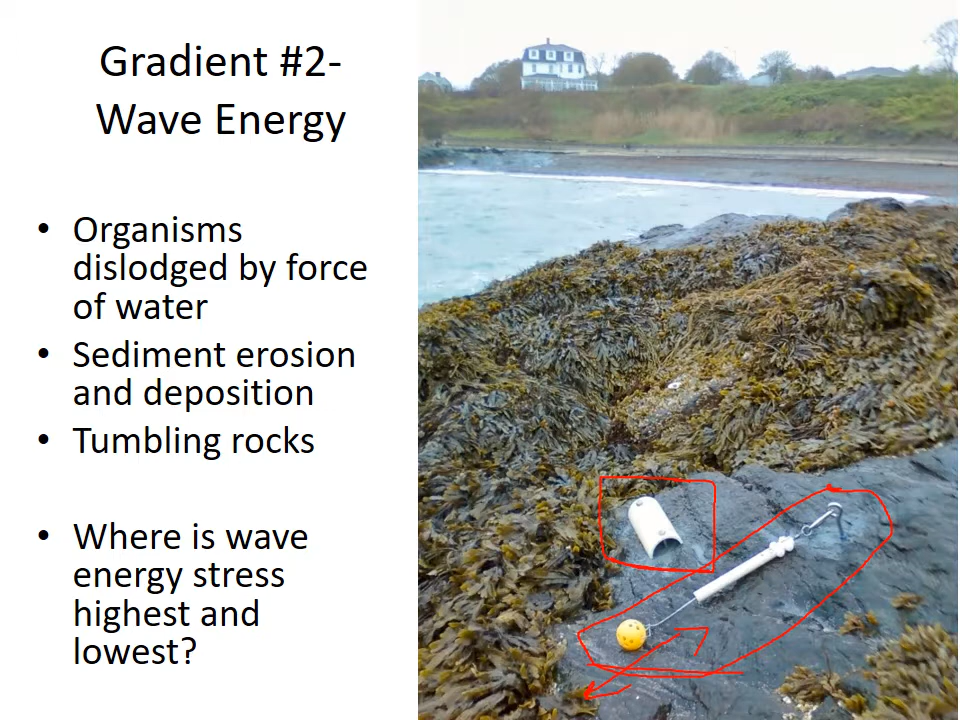 Gradient #2-
Wave Energy
• Organisms
dislodged by force
of water
• Sediment erosion
and deposition
• Tumbling rocks
• Where is wave
energy stress
highest and
lowest?